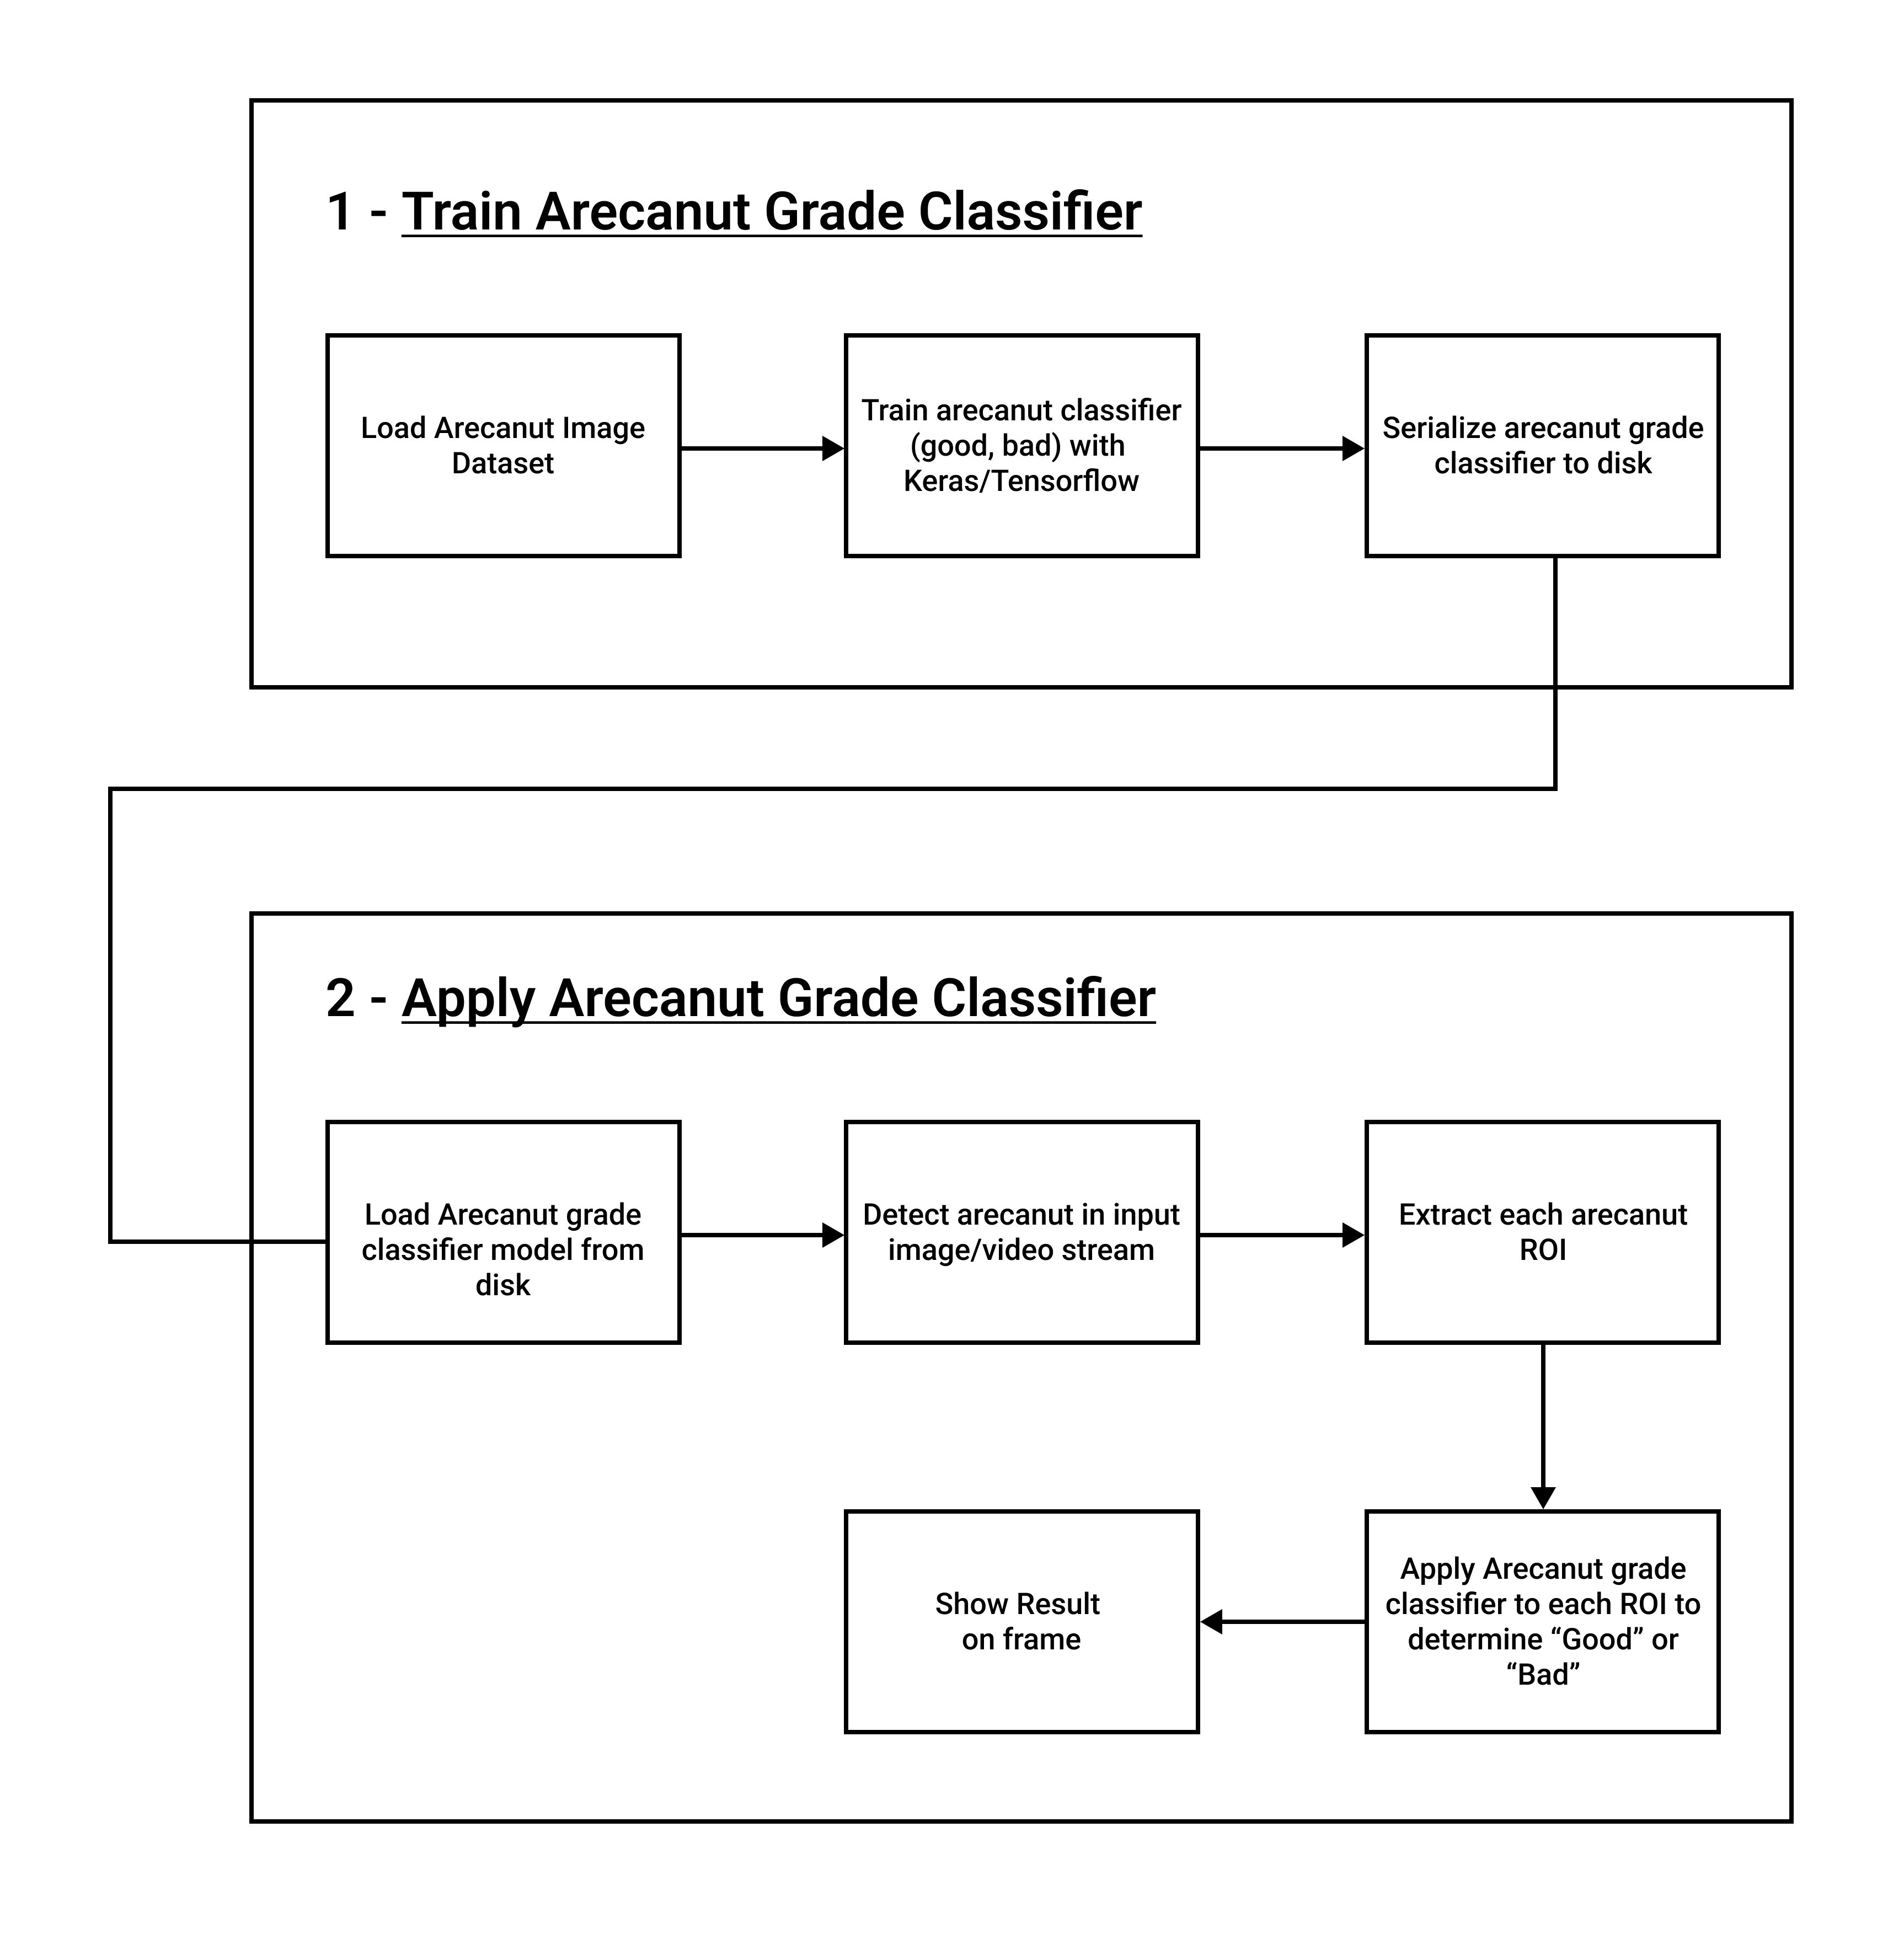 1 - Train Arecanut Grade Classifier
Load Arecanut Image
Dataset
Train arecanut classifier
(good, bad) with
Keras/Tensorflow
Serialize arecanut grade
classifier to disk
2 - Apply Arecanut Grade Classifier
Load Arecanut grade
classifier model from
disk
Detect arecanut in input
image/video stream
Extract each arecanut
ROI
Apply Arecanut grade
classifier to each ROI to
determine “Good” or
“Bad”
Show Result
on frame